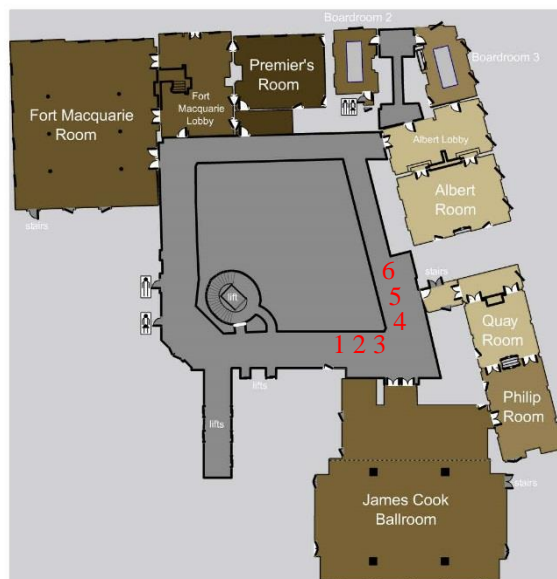 Boardroom 2
Boardroom 3
Premier's
Room
Fort Macquarie
Room
Fort
Macquarie
Lobby
Albert Lobby
Albert
Room
stairs
stairs
6
5
4
lift
1 2 3
Quay
Room
Philip
Room
lifts
lifts
stairs
James Cook
Ballroom